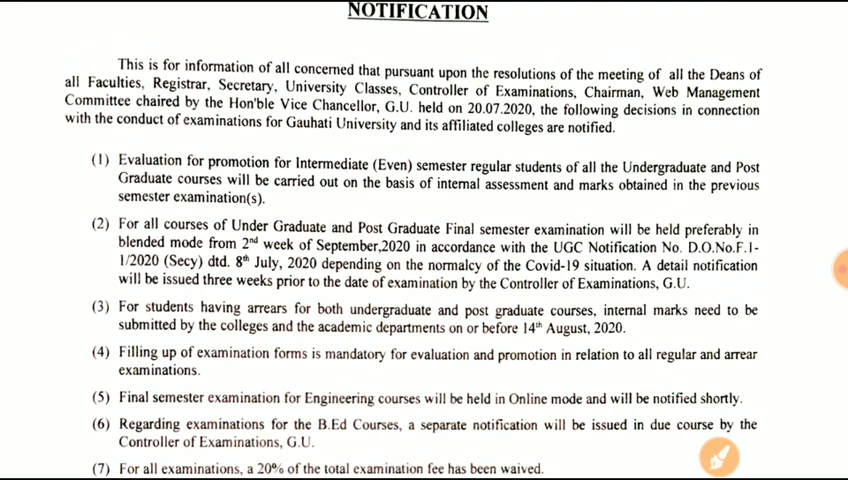 NOTIFICATION
This is for information of all concerned that pursuant upon the resolutions of the meeting of all the Deans of
all Faculties, Registrar, Secretary, University Classes, Controller of Examinations, Chairman, Web Management
Committee chaired by the Hon'ble Vice Chancellor, G.U. held on 20.07.2020, the following decisions in connection
with the conduct of examinations for Gauhati University and its affiliated colleges are notified.
(1) Evaluation for promotion for Intermediate (Even) semester regular students of all the Undergraduate and Post
Graduate courses will be carried out on the basis of internal assessment and marks obtained in the previous
semester examination(s).
(2) For all courses of Under Graduate and Post Graduate Final semester examination will be held preferably in
blended mode from 2nd week of September,2020 in accordance with the UGC Notification No. D.O.No.F.1-
1/2020 (Secy) dtd. 8th July, 2020 depending on the normalcy of the Covid-19 situation. A detail notification
will be issued three weeks prior to the date of examination by the Controller of Examinations, G.U.
(3) For students having arrears for both undergraduate and post graduate courses, internal marks need to be
submitted by the colleges and the academic departments on or before 14th August, 2020.
(4) Filling up of examination forms is mandatory for evaluation and promotion in relation to all regular and arrear
examinations.
(5) Final semester examination for Engineering courses will be held in Online mode and will be notified shortly.
(6) Regarding examinations for the B.Ed Courses, a separate notification will be issued in due course by the
Controller of Examinations, G.U.
(7) For all examinations, a 20% of the total examination fee has been waived.